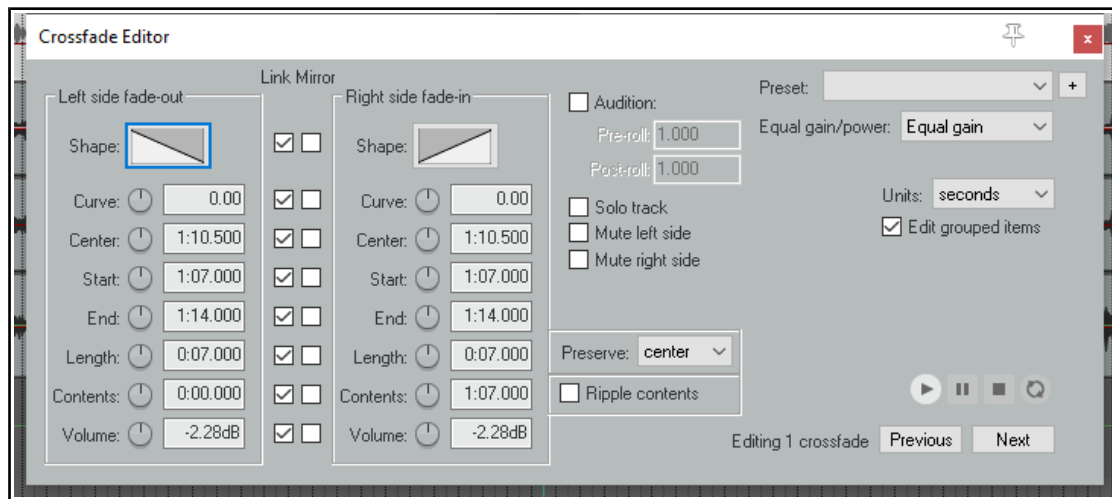 Crossfade Editor
x
Link Mirror
Left side fade-out
Right side fade-in
Shape:
Shape:
Curve: 0.00
Curve: 0.00
Center: 1:10.500
Center: 1:10.500
Start: 1:07.000
Start: 1:07.000
End: 1:14.000
End: 1:14.000
Length: 0:07.000
Length: 0:07.000
Contents: 0:00.000
Contents: 1:07.000
Volume: -2.28dB
Volume: -2.28dB
Audition:
Pre-roll: 1.000
Post-roll: 1.000
Solo track
Mute left side
Mute right side
Preserve: center
Ripple contents
Preset: +
Equal gain/power: Equal gain
Units: seconds
Edit grouped items
Editing 1 crossfade Previous Next